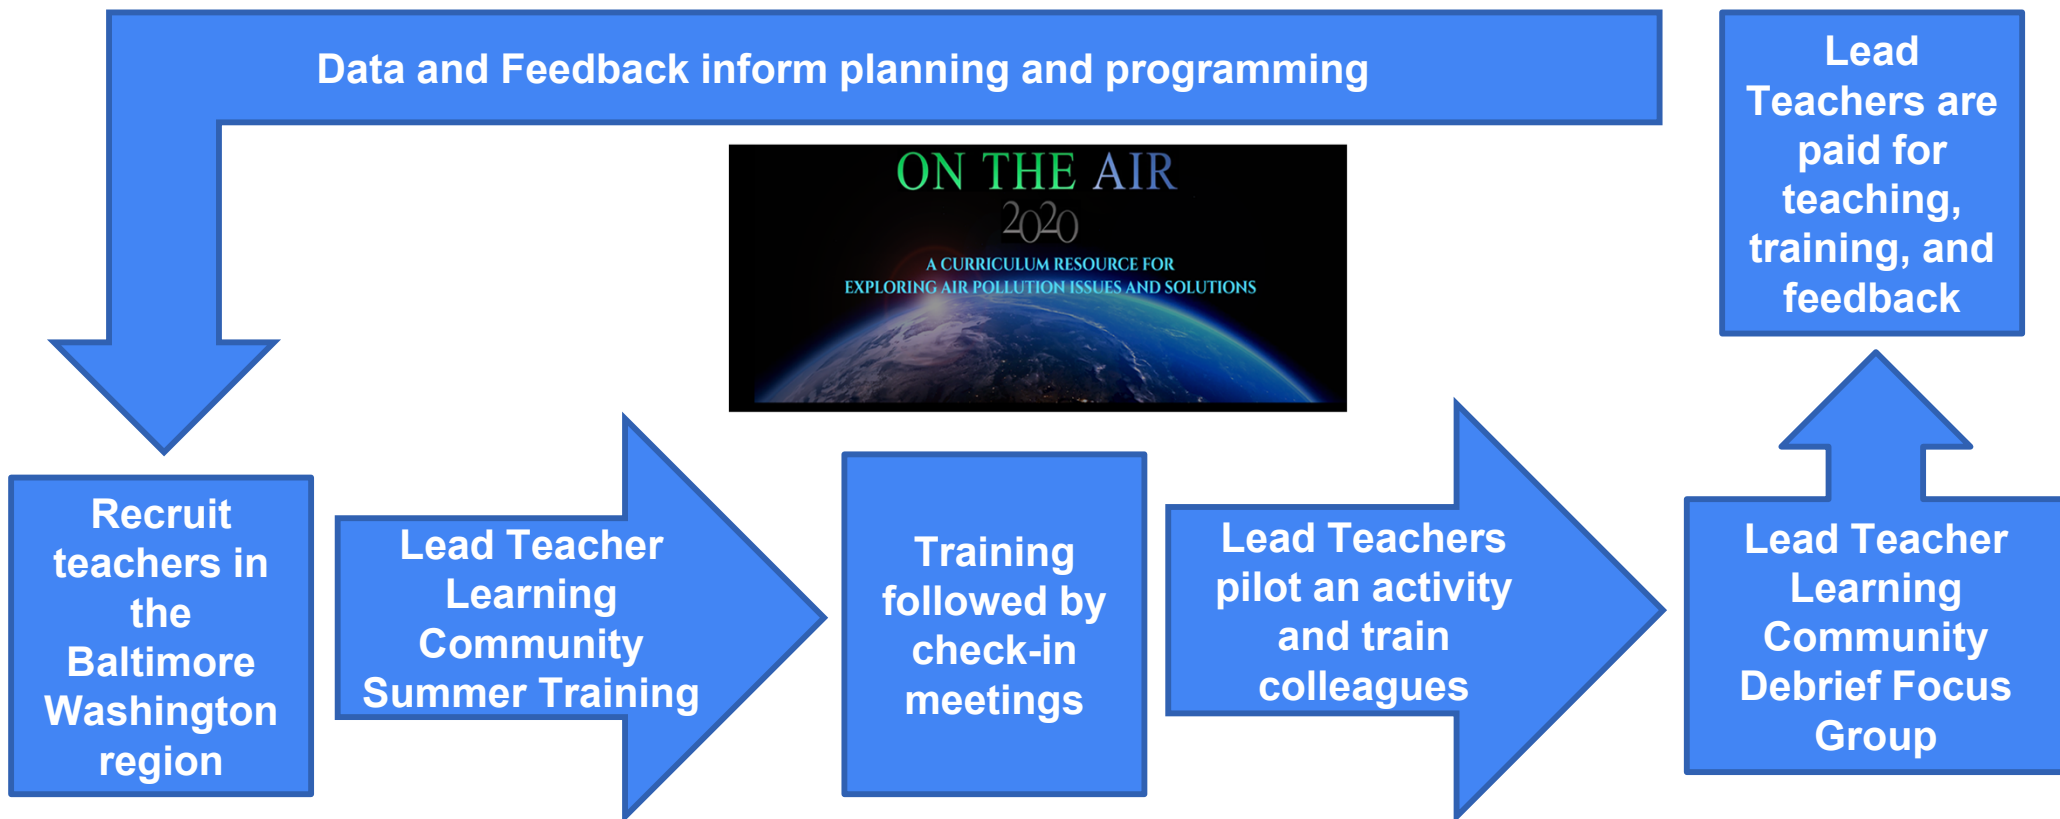 Data and Feedback inform planning and programming
Lead
Teachers are
paid for
teaching,
training, and
feedback
ON THE AIR
2020
A CURRICULUM RESOURCE FOR
EXPLORING AIR POLLUTION ISSUES AND SOLUTIONS
Recruit
teachers in
the
Baltimore
Washington
region
Lead Teacher
Learning
Community
Summer Training
Training
followed by
check-in
meetings
Lead Teachers
pilot an activity
and train
colleagues
Lead Teacher
Learning
Community
Debrief Focus
Group